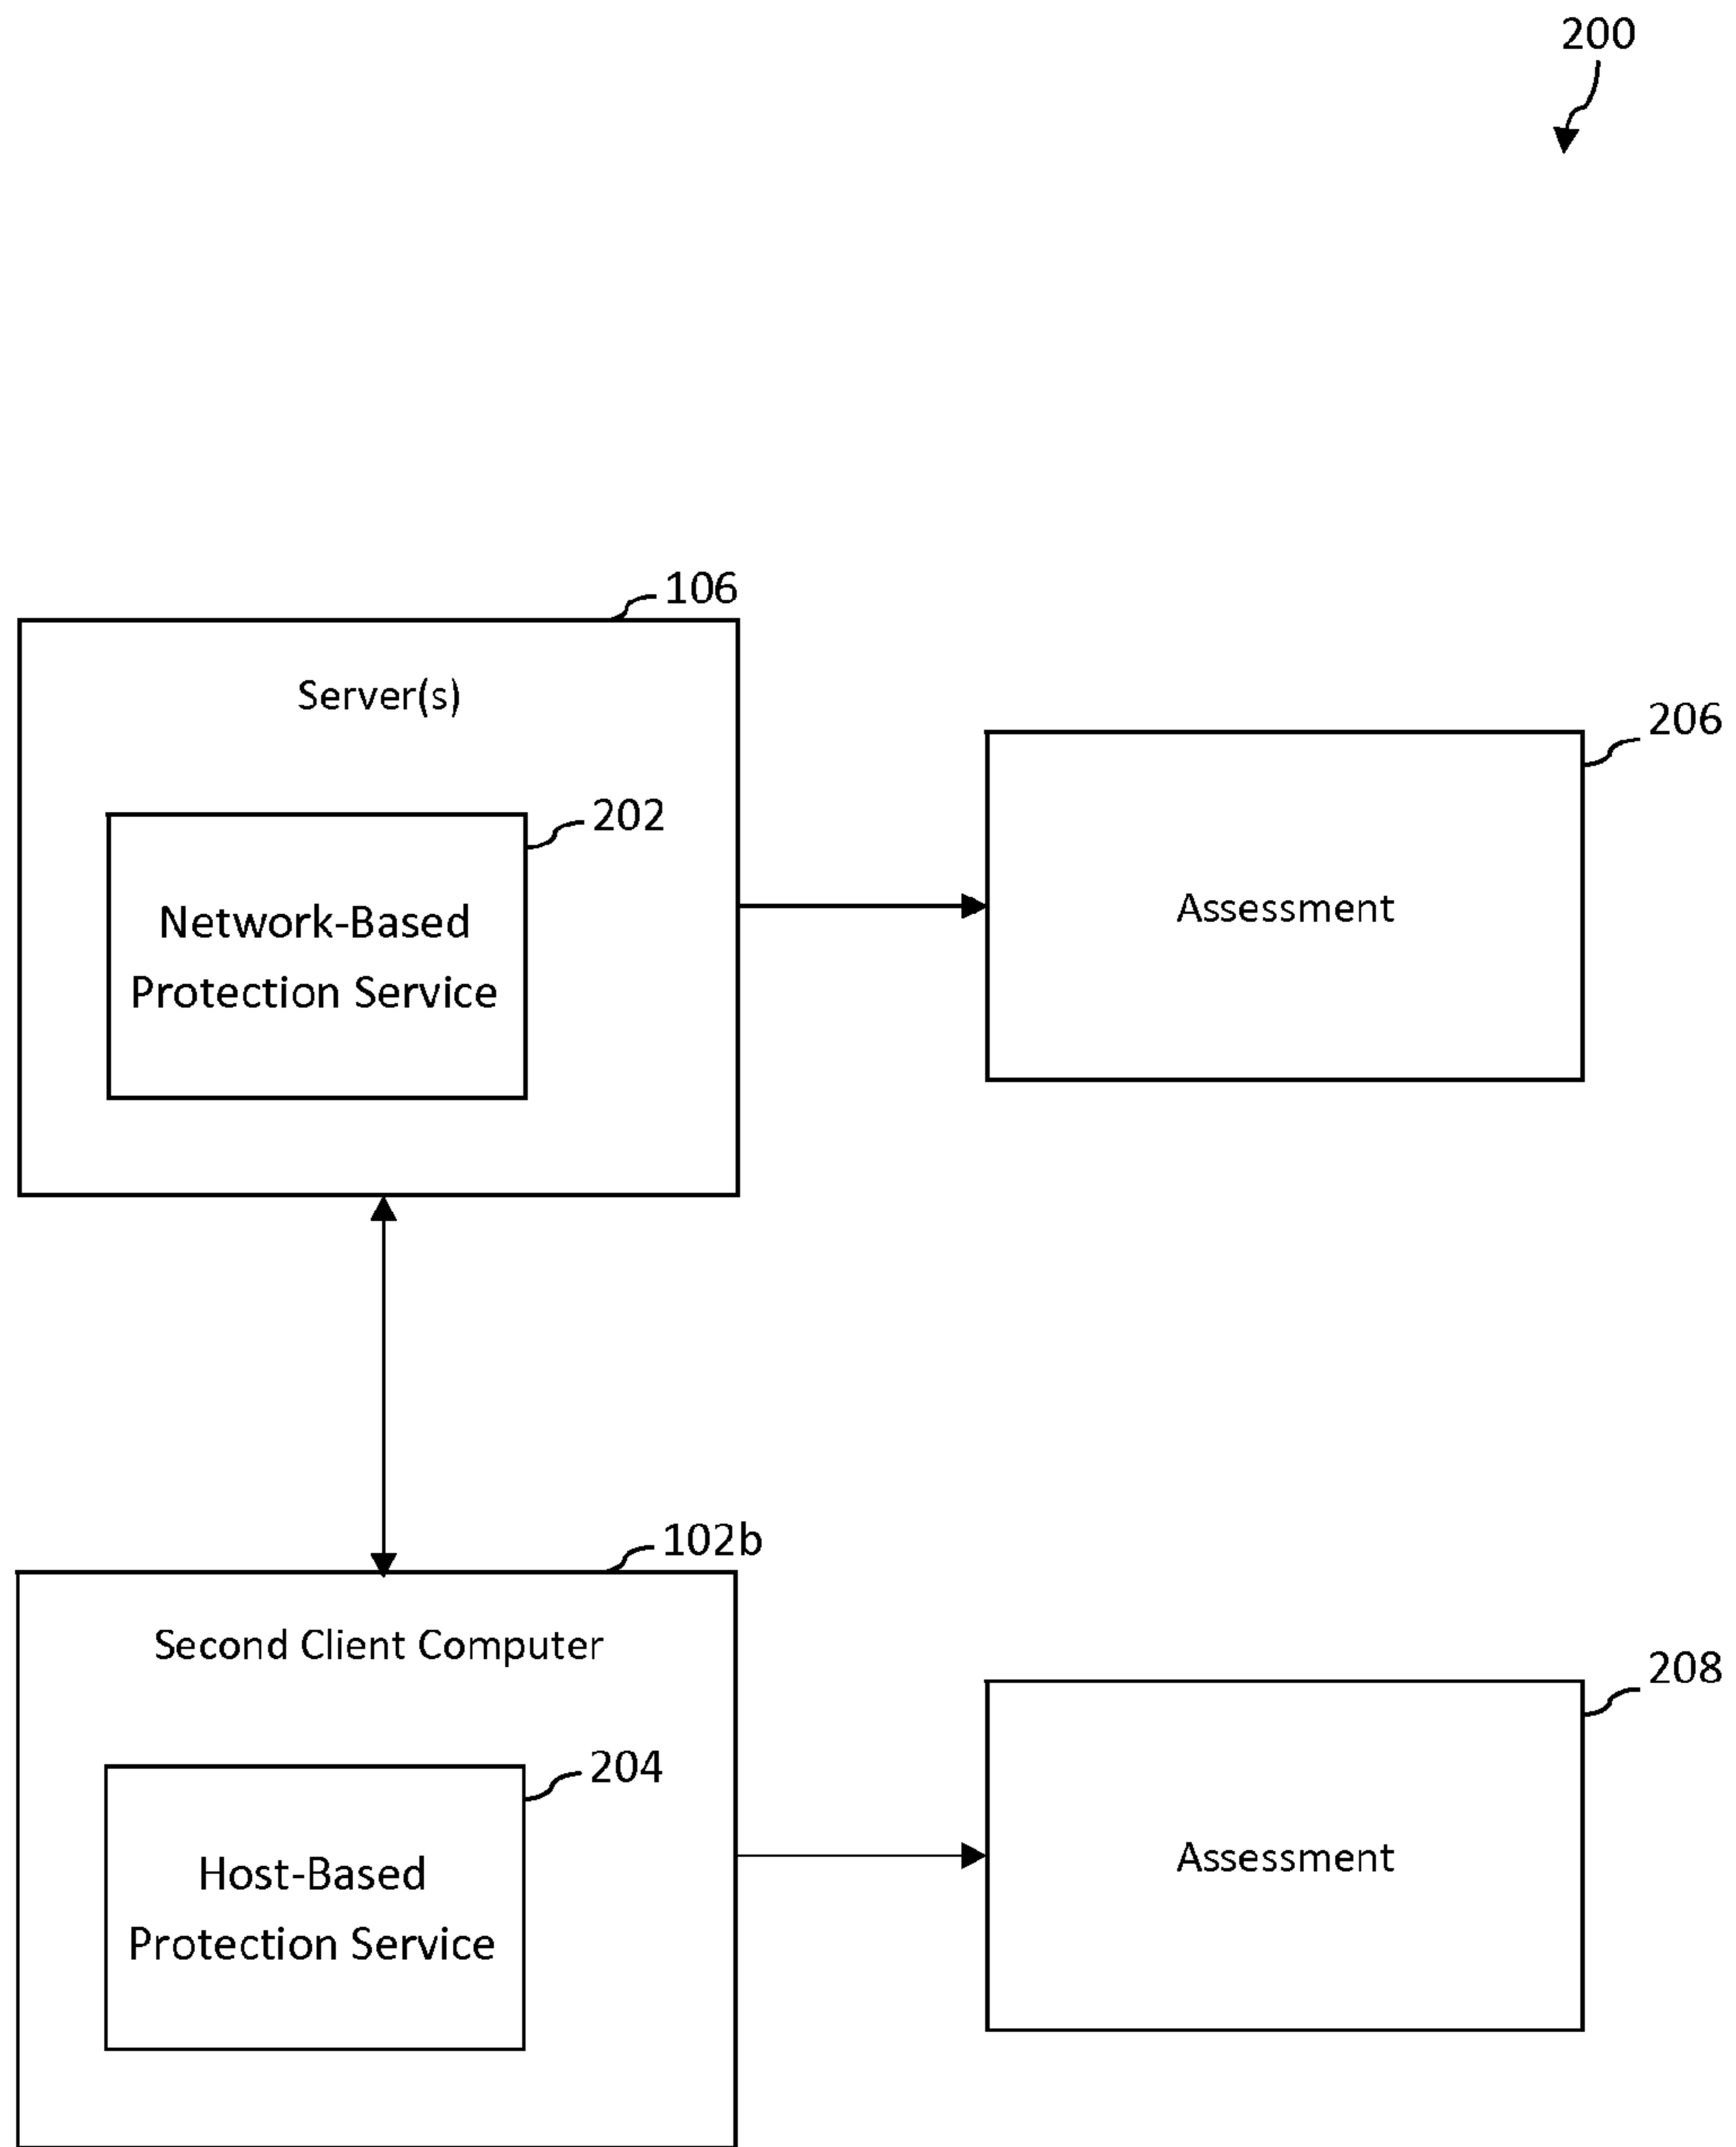 200
106
Server(s)
206
202
Network-Based
Protection Service
Assessment
102b
Second Client Computer
208
204
Host-Based
Protection Service
Assessment